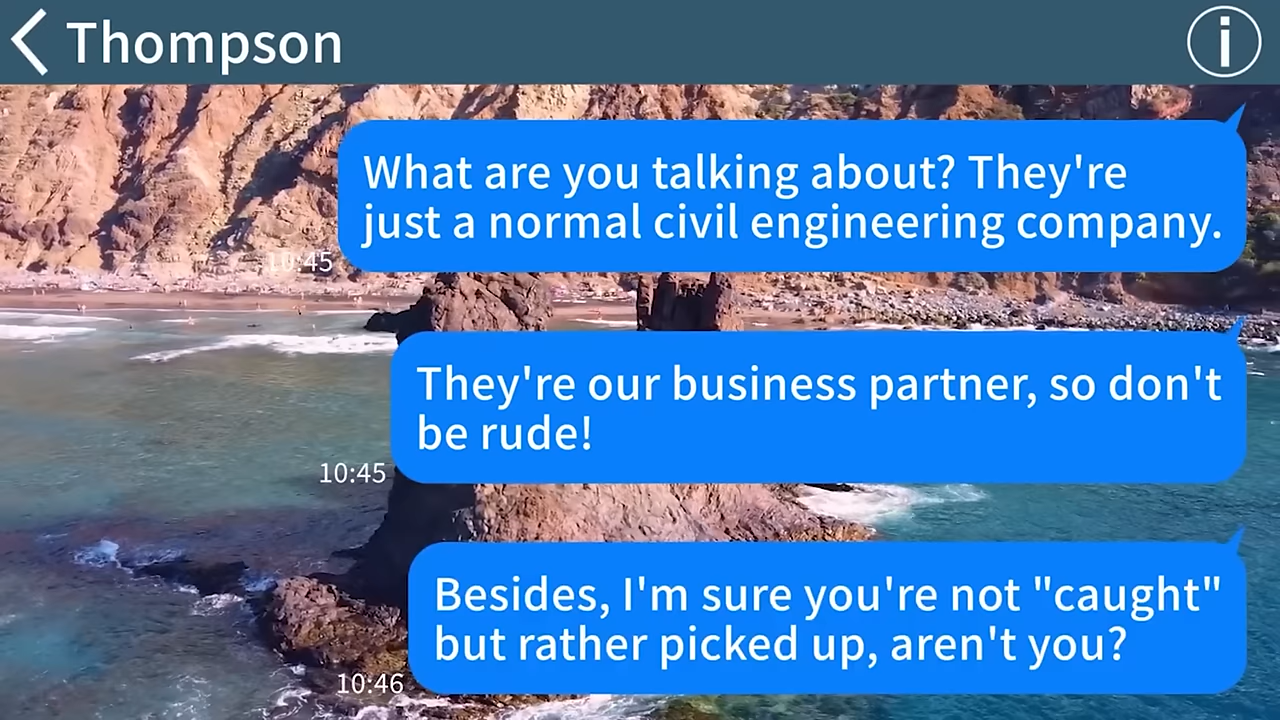 Thompson
What are you talking about? They're
just a normal civil engineering company.
10:45
They're our business partner, so don't
be rude!
10:45
Besides, I'm sure you're not "caught"
but rather picked up, aren't you?
10:46